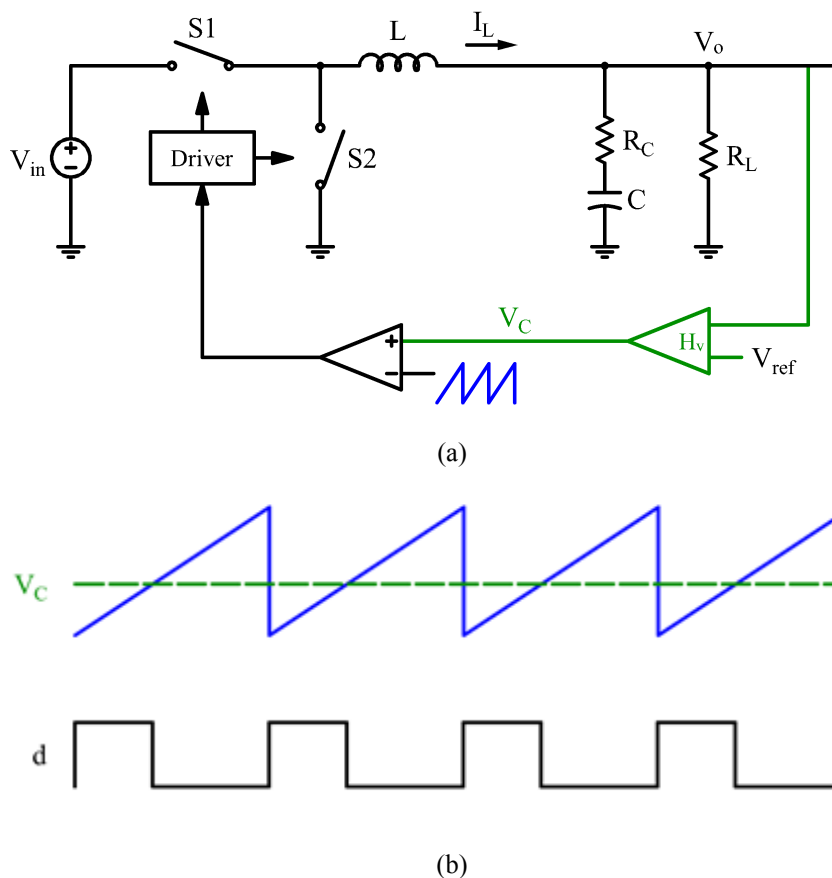 S1
L
I_L
V_o
V_in
+
-
Driver
S2
R_C
C
R_L
V_C
+
-
H_v
V_ref
(a)
V_C
d
(b)